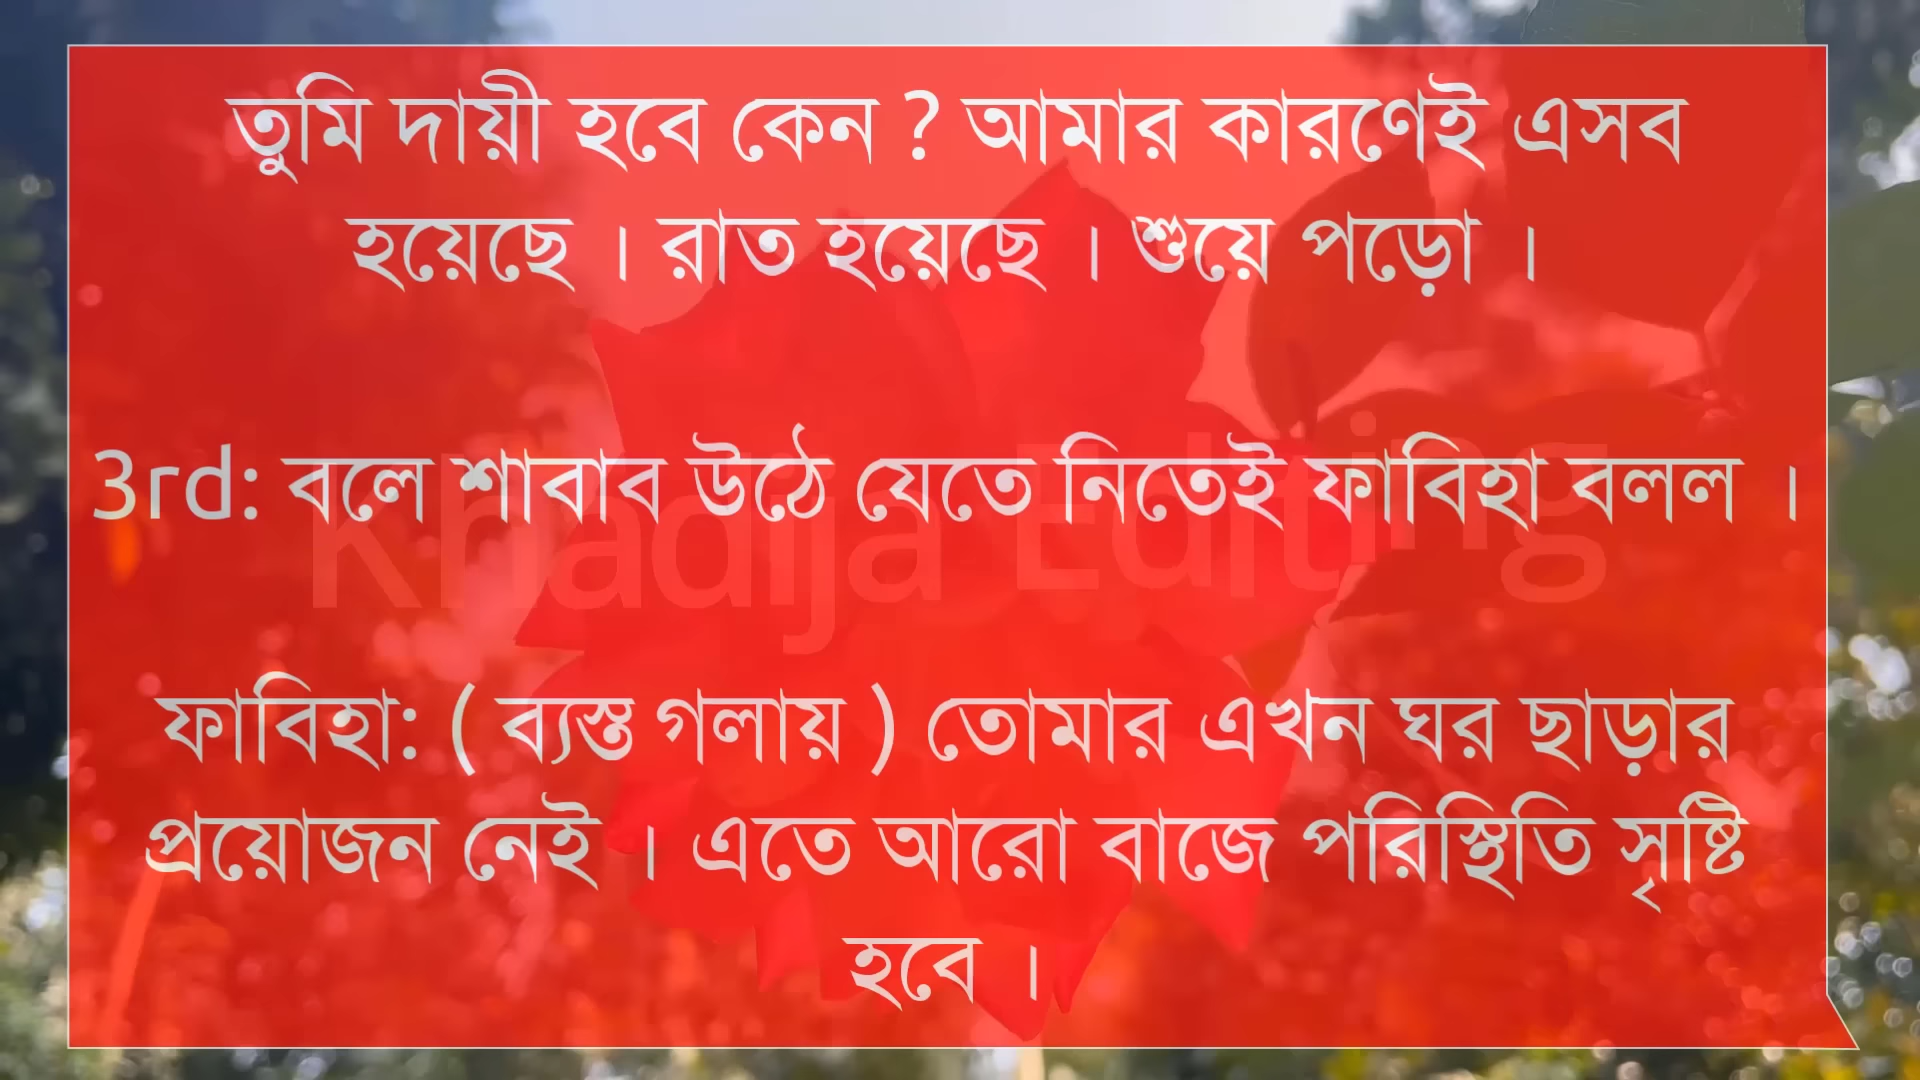 তুমি দায়ী হবে কেন ? আমার কারণেই এসব
হয়েছে । রাত হয়েছে । শুয়ে পড়ো ।
3rd: বলে শাবাব উঠে যেতে নিতেই ফাবিহা বলল ।
Khadija Editing
ফাবিহা: ( ব্যস্ত গলায় ) তোমার এখন ঘর ছাড়ার
প্রয়োজন নেই । এতে আরো বাজে পরিস্থিতি সৃষ্টি
হবে ।